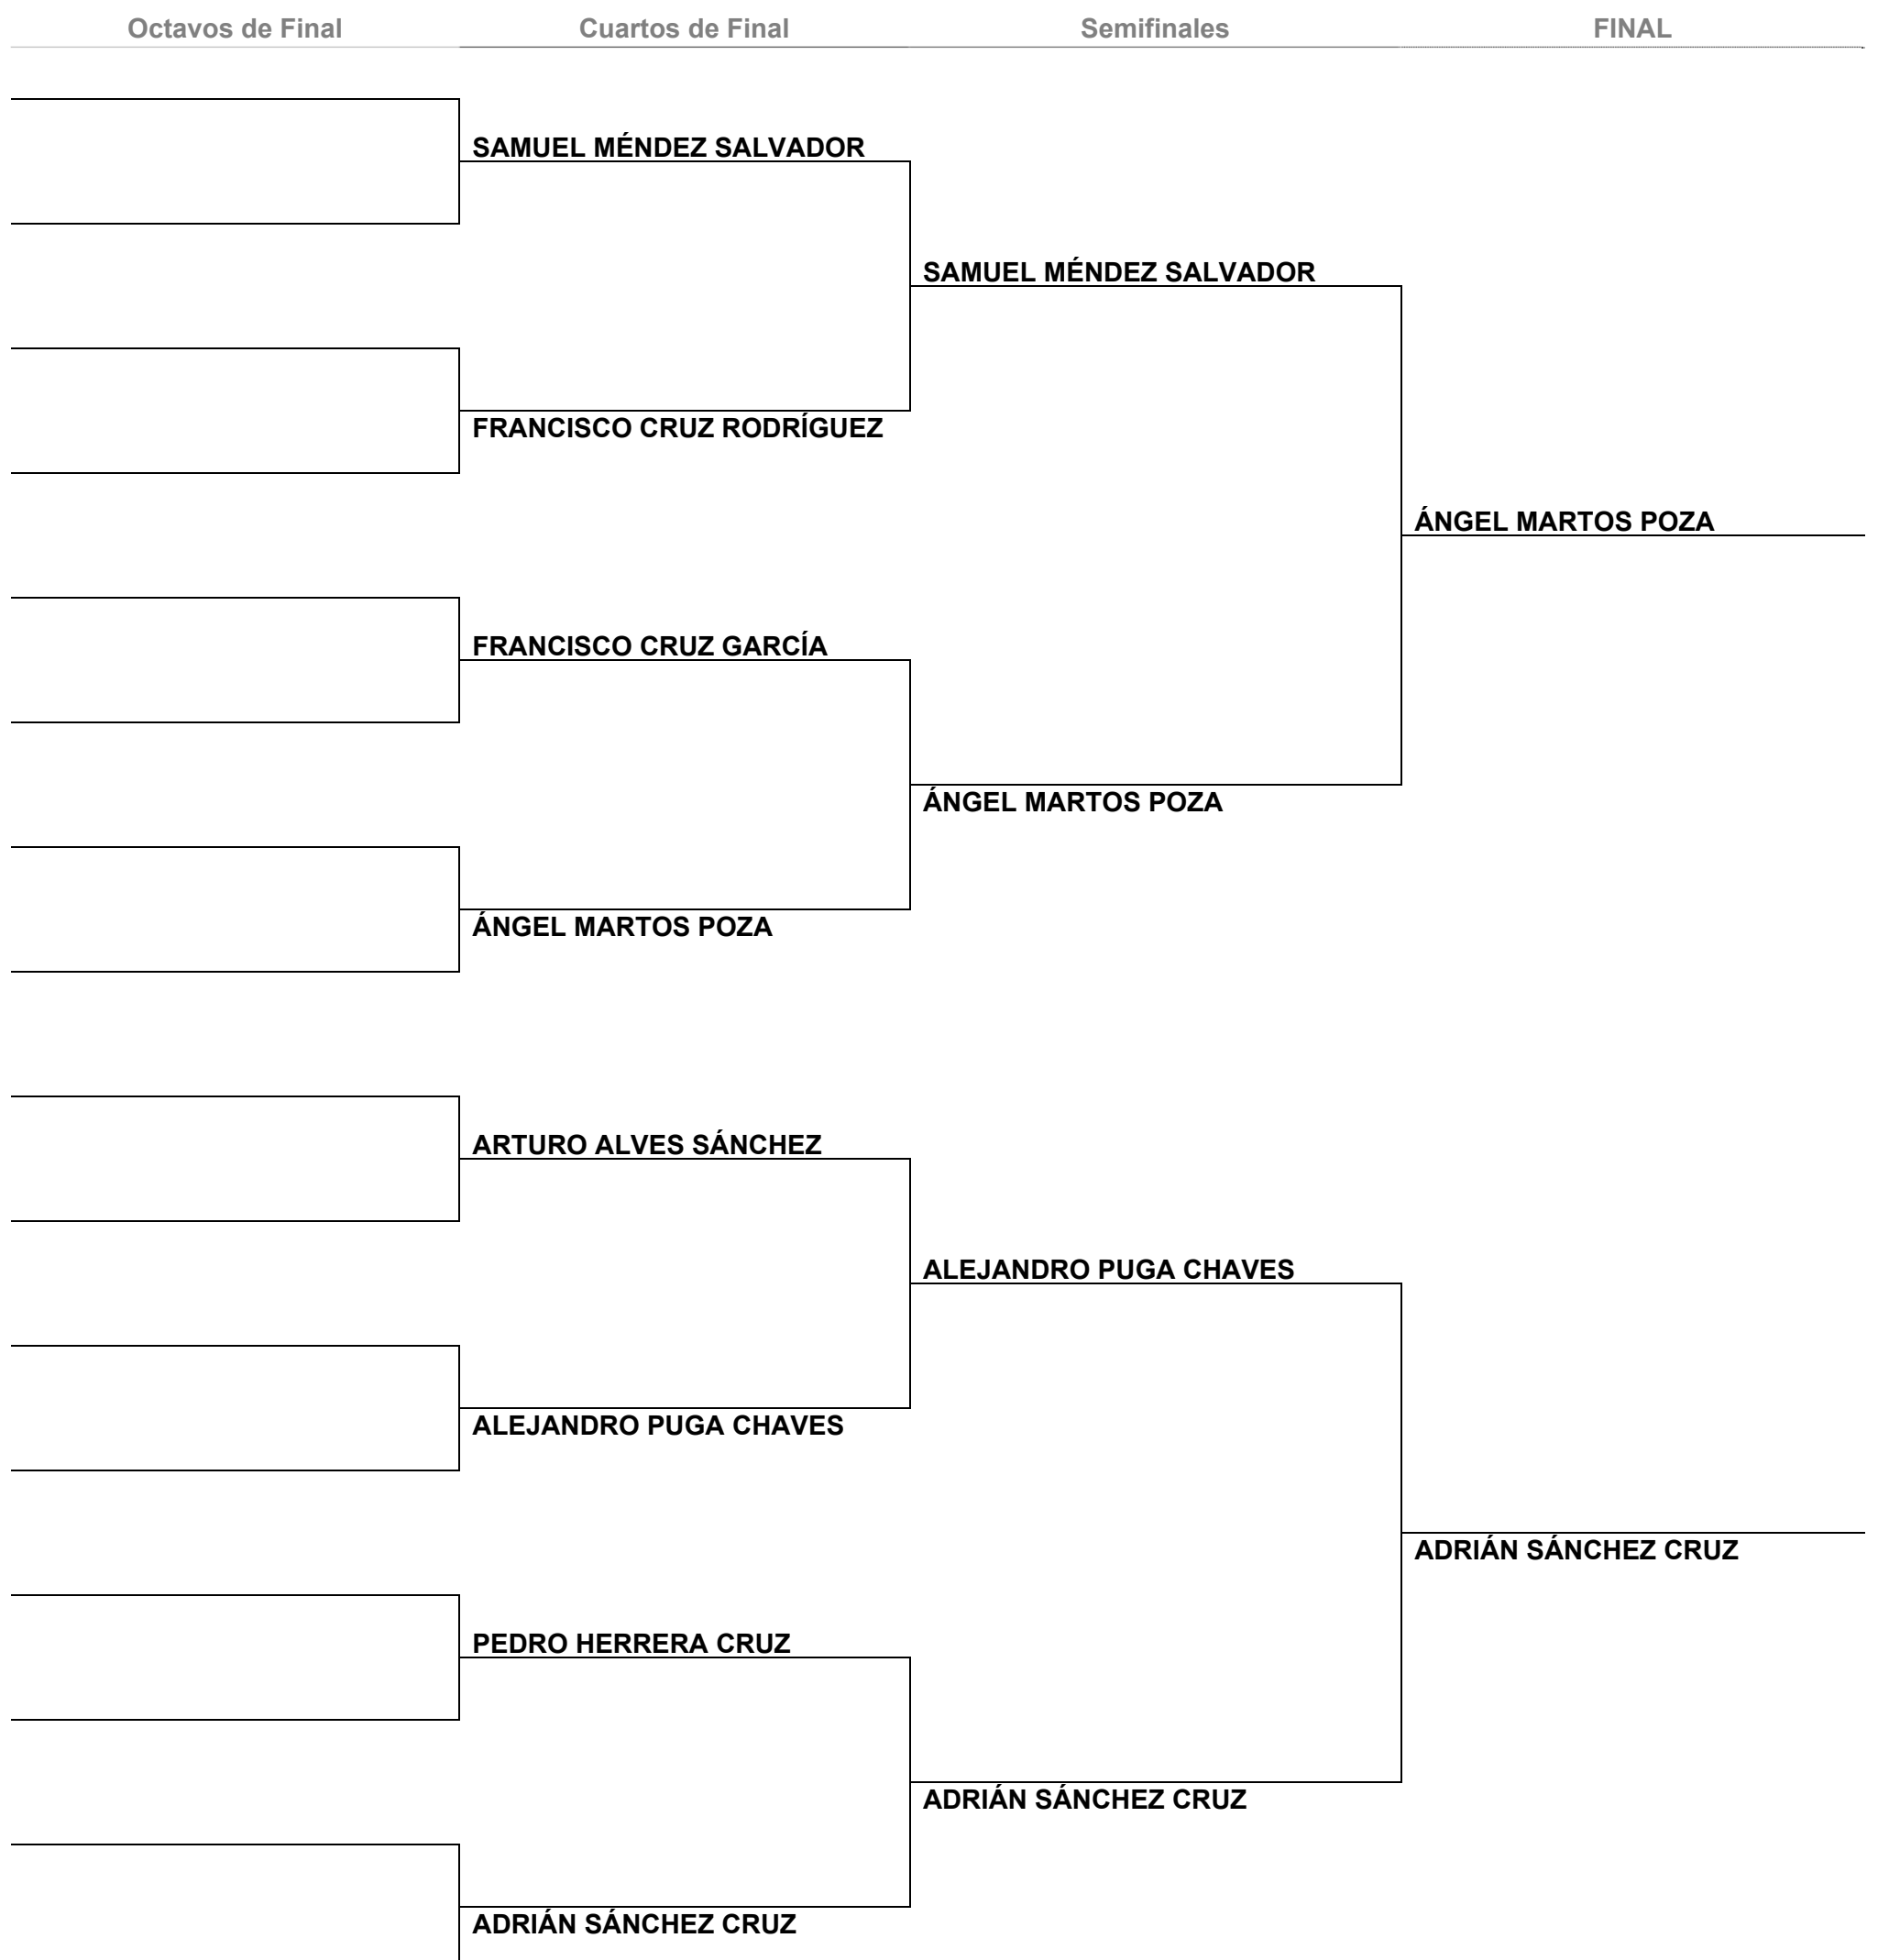 Octavos de Final
Cuartos de Final
Semifinales
FINAL
SAMUEL MÉNDEZ SALVADOR
SAMUEL MÉNDEZ SALVADOR
FRANCISCO CRUZ RODRÍGUEZ
ÁNGEL MARTOS POZA
FRANCISCO CRUZ GARCÍA
ÁNGEL MARTOS POZA
ÁNGEL MARTOS POZA
ARTURO ALVES SÁNCHEZ
ALEJANDRO PUGA CHAVES
ALEJANDRO PUGA CHAVES
ADRIÁN SÁNCHEZ CRUZ
PEDRO HERRERA CRUZ
ADRIÁN SÁNCHEZ CRUZ
ADRIÁN SÁNCHEZ CRUZ